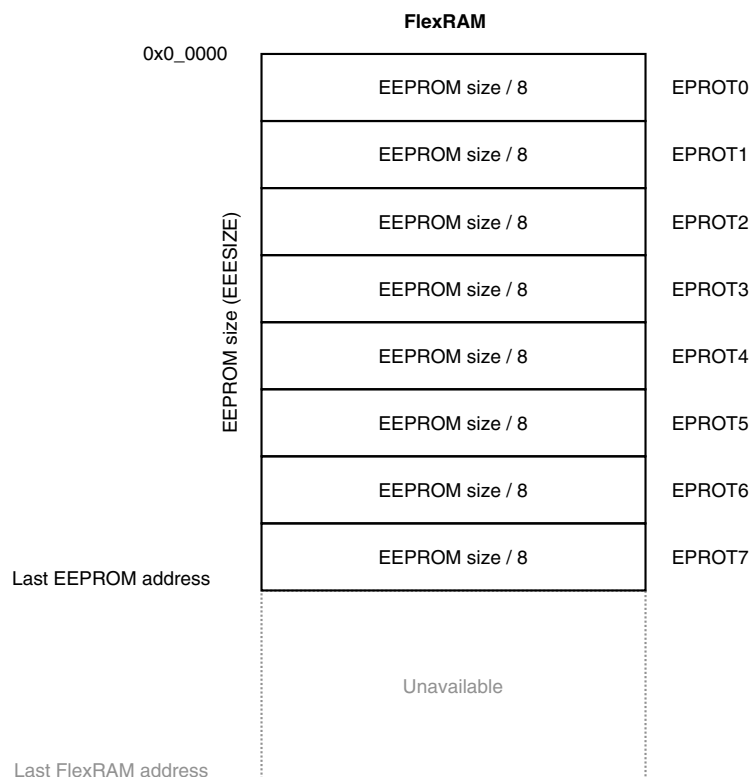 FlexRAM
0x0_0000
EEPROM size / 8 EPROT0
EEPROM size / 8 EPROT1
EEPROM size / 8 EPROT2
EEPROM size (EEESIZE)
EEPROM size / 8 EPROT3
EEPROM size / 8 EPROT4
EEPROM size / 8 EPROT5
EEPROM size / 8 EPROT6
EEPROM size / 8 EPROT7
Last EEPROM address
Unavailable
Last FlexRAM address